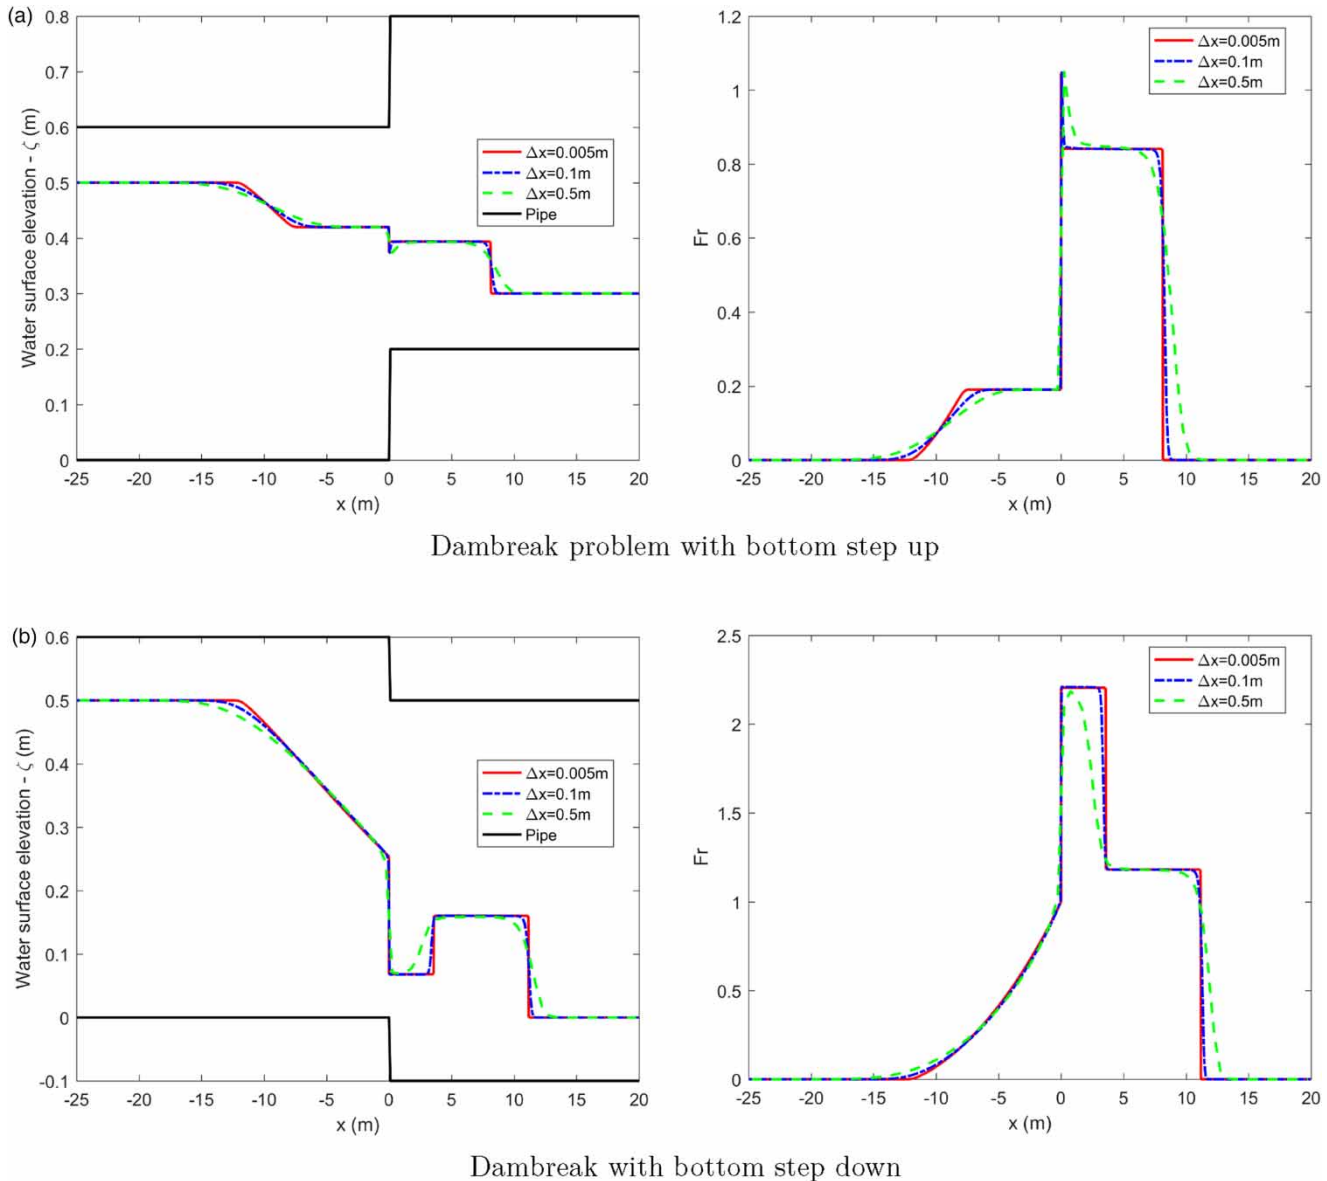 (a)
0.8
0.7
0.6
0.5
0.4
0.3
0.2
0.1
0
Water surface elevation - ζ (m)
Δx=0.005m
Δx=0.1m
Δx=0.5m
Pipe
-25 -20 -15 -10 -5 0 5 10 15 20
x (m)
1.2
1
0.8
0.6
0.4
0.2
0
Fr
Δx=0.005m
Δx=0.1m
Δx=0.5m
-25 -20 -15 -10 -5 0 5 10 15 20
x (m)
Dambreak problem with bottom step up
(b)
0.6
0.5
0.4
0.3
0.2
0.1
0
-0.1
Water surface elevation - ζ (m)
Δx=0.005m
Δx=0.1m
Δx=0.5m
Pipe
-25 -20 -15 -10 -5 0 5 10 15 20
x (m)
2.5
2
1.5
1
0.5
0
Fr
Δx=0.005m
Δx=0.1m
Δx=0.5m
-25 -20 -15 -10 -5 0 5 10 15 20
x (m)
Dambreak with bottom step down